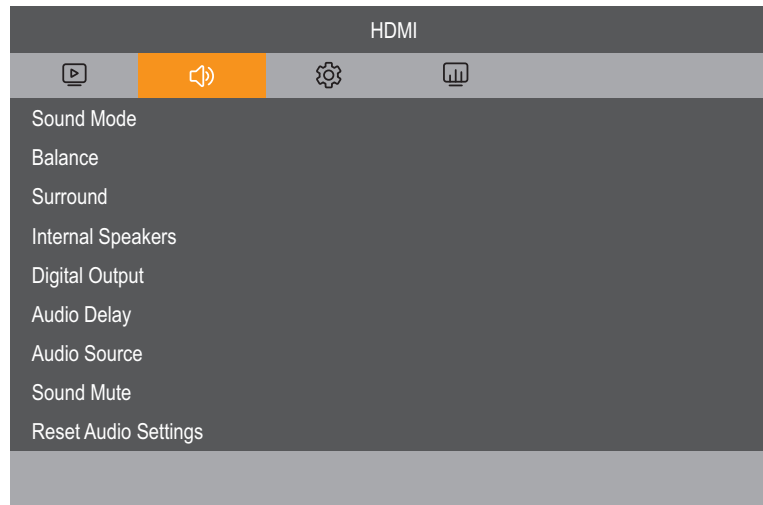 HDMI
Sound Mode
Balance
Surround
Internal Speakers
Digital Output
Audio Delay
Audio Source
Sound Mute
Reset Audio Settings